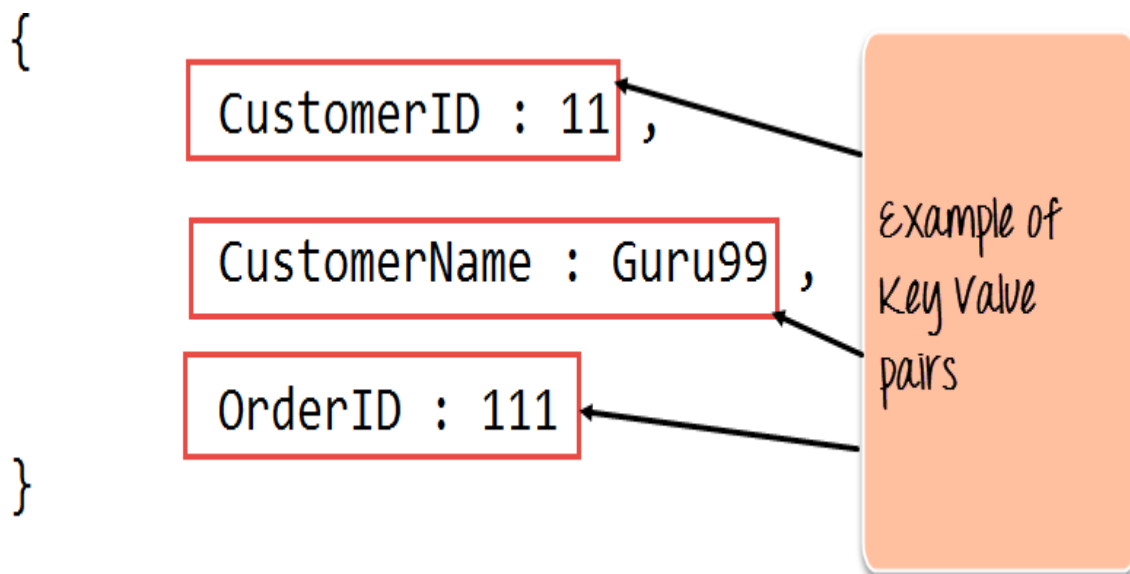 {
CustomerID : 11 ,
CustomerName : Guru99 ,
OrderID : 111
}
Example of
Key Value
pairs